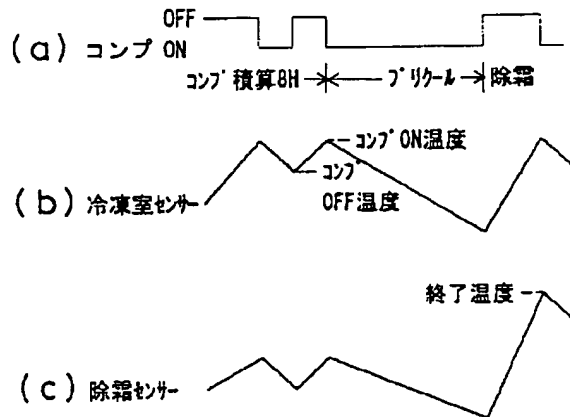 OFF
(a) コンプ ON
コンプ積算8H プリクール 除霜
コンプON温度
コンプ
OFF温度
(b) 冷凍室センサー
終了温度
(c) 除霜センサー